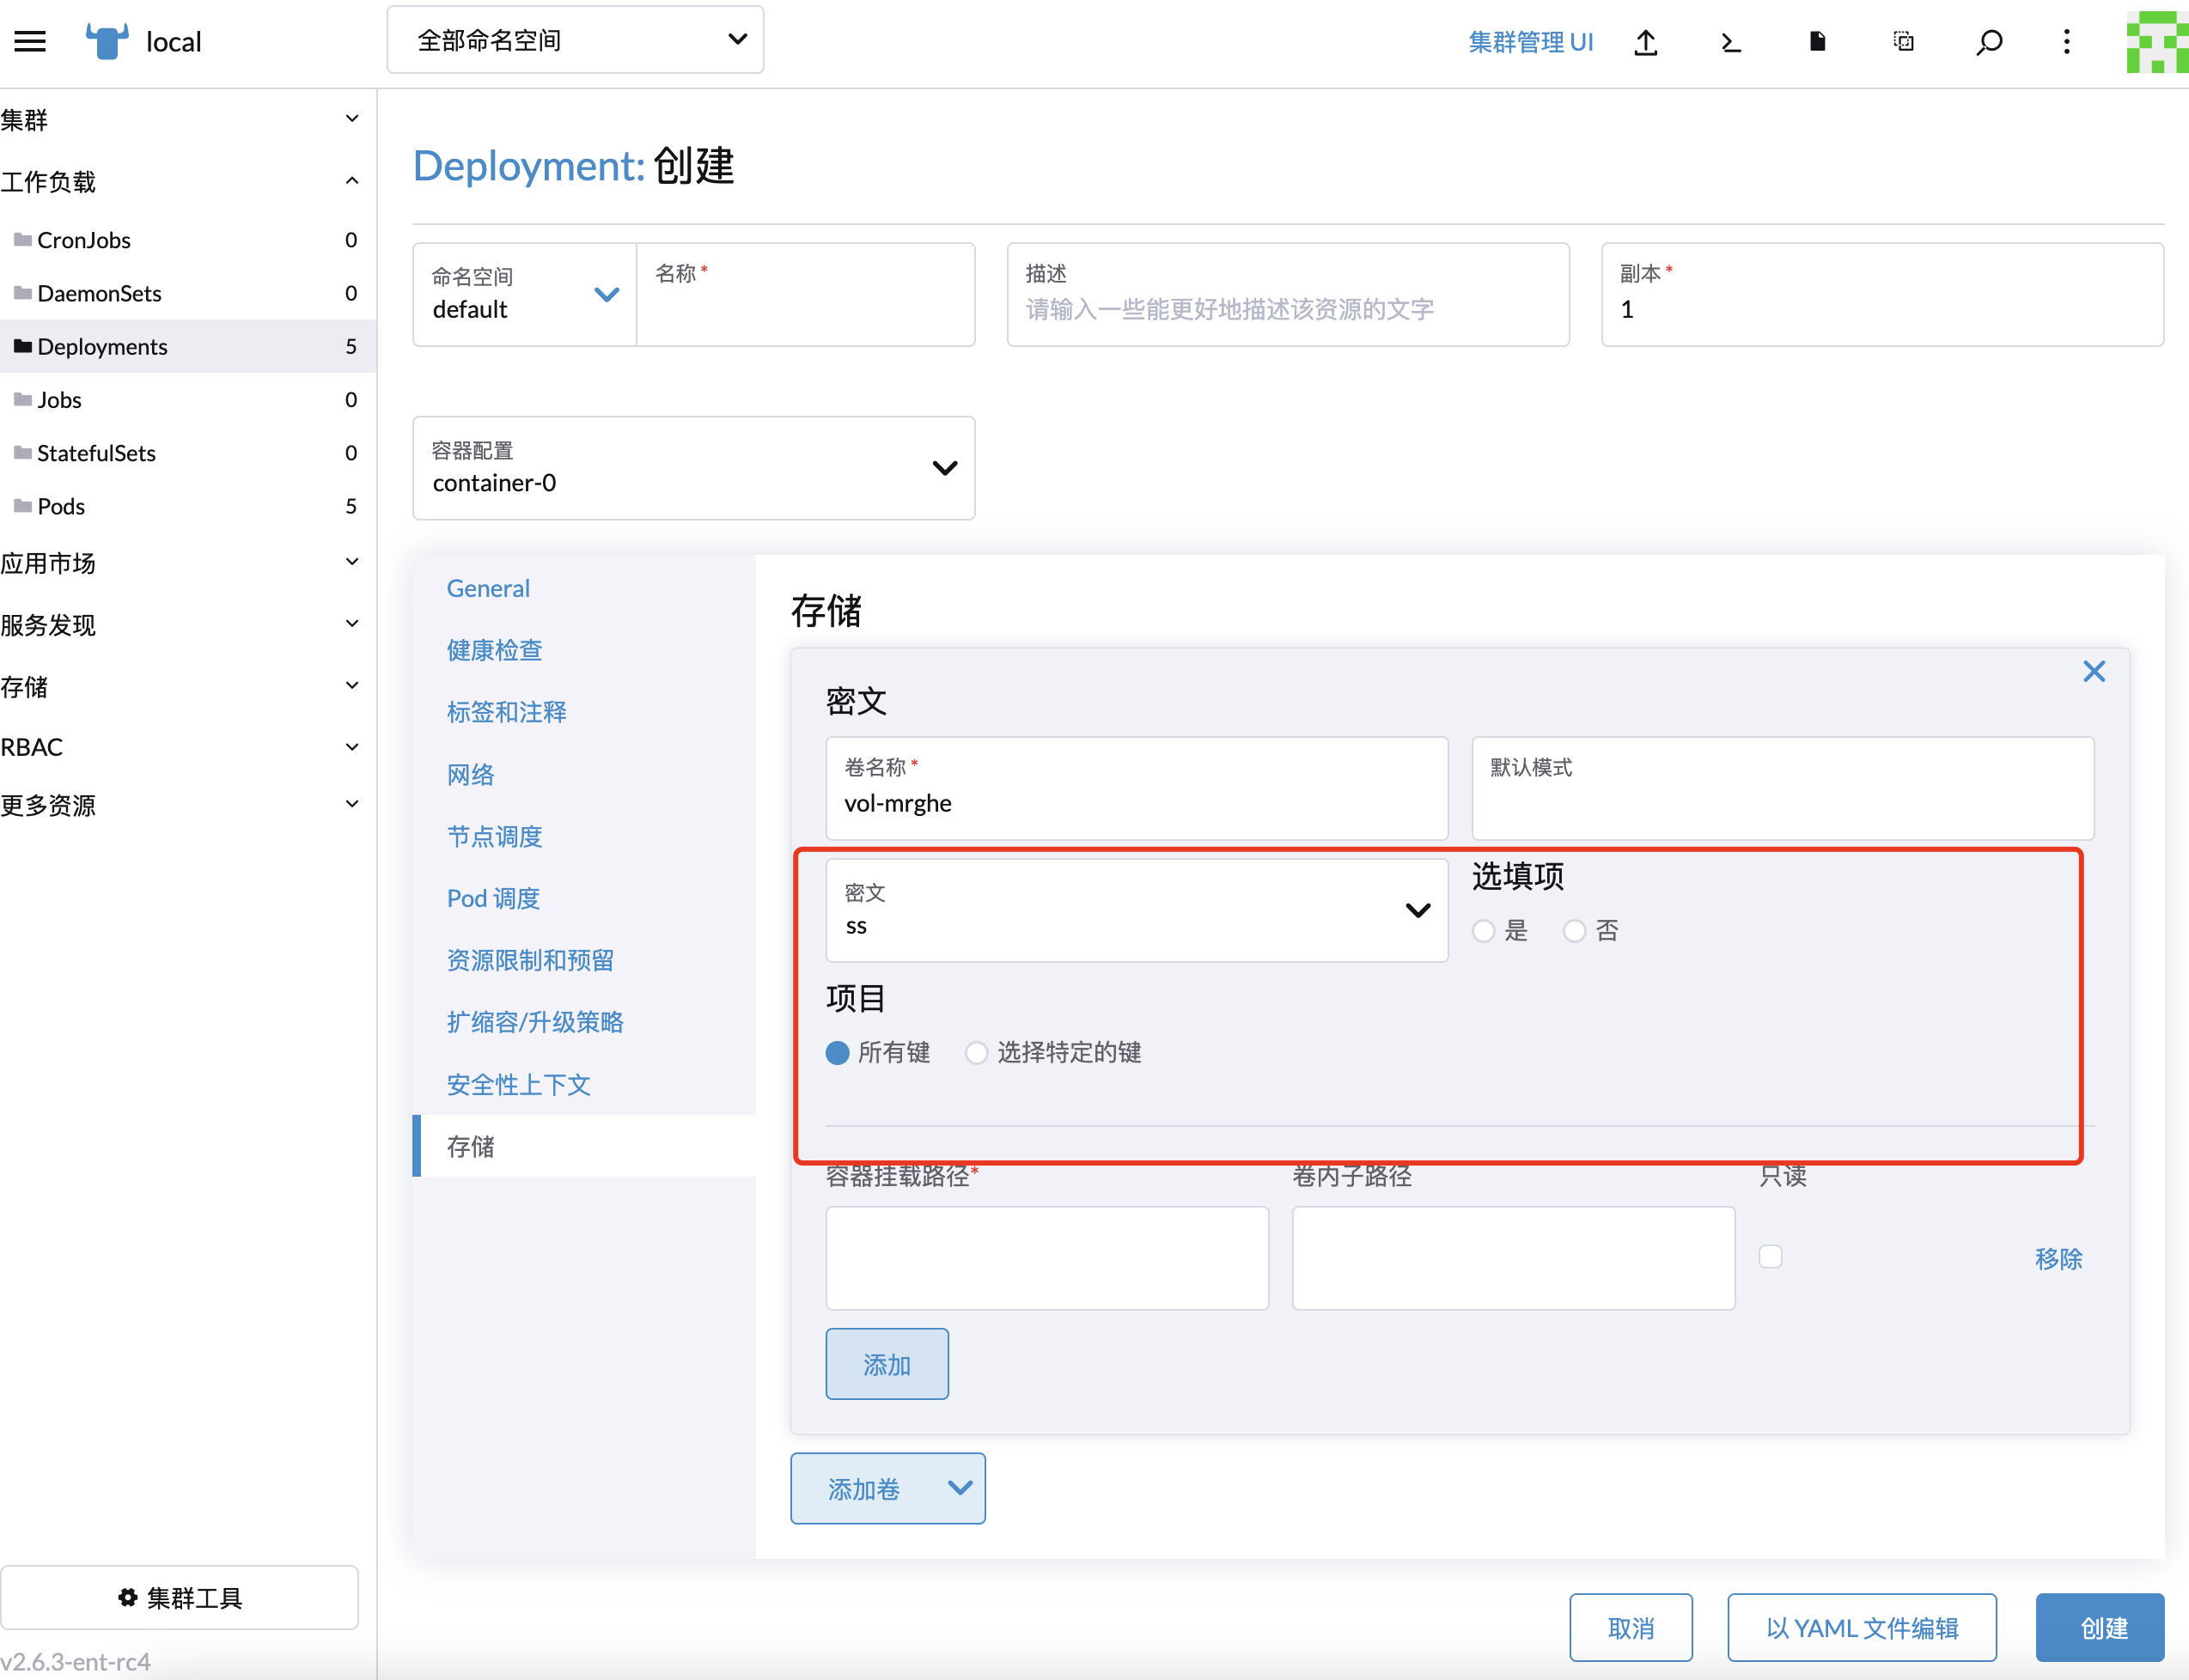 local
全部命名空间
集群管理 UI
集群
工作负载
CronJobs 0
DaemonSets 0
Deployments 5
Jobs 0
StatefulSets 0
Pods 5
应用市场
服务发现
存储
RBAC
更多资源
集群工具
v2.6.3-ent-rc4
Deployment: 创建
命名空间
default
名称 *
描述
请输入一些能更好地描述该资源的文字
副本 *
1
容器配置
container-0
General
健康检查
标签和注释
网络
节点调度
Pod 调度
资源限制和预留
扩缩容/升级策略
安全性上下文
存储
存储
密文
卷名称 *
vol-mrghe
默认模式
密文
ss
选填项
是 否
项目
所有键 选择特定的键
容器挂载路径* 卷内子路径 只读
移除
添加
添加卷
取消 以 YAML 文件编辑 创建